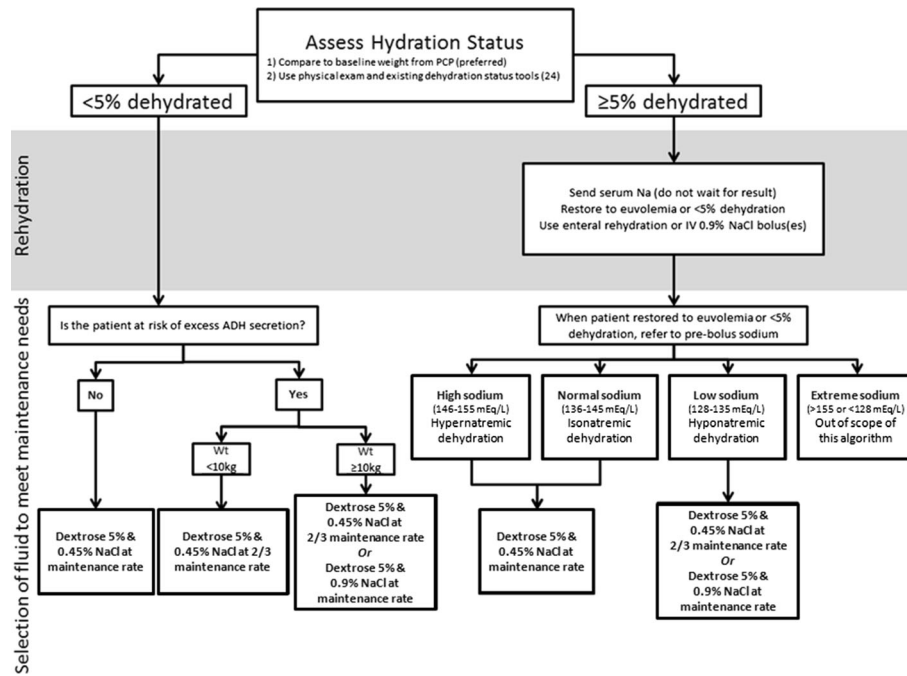 Assess Hydration Status
1) Compare to baseline weight from PCP (preferred)
2) Use physical exam and existing dehydration status tools (24)
<5% dehydrated
≥5% dehydrated
Rehydration
Send serum Na (do not wait for result)
Restore to euvolemia or <5% dehydration
Use enteral rehydration or IV 0.9% NaCl bolus(es)
Selection of fluid to meet maintenance needs
Is the patient at risk of excess ADH secretion?
When patient restored to euvolemia or <5%
dehydration, refer to pre-bolus sodium
No
Yes
High sodium
(146-155 mEq/L)
Hypernatremic
dehydration
Normal sodium
(136-145 mEq/L)
Isonatremic
dehydration
Low sodium
(128-135 mEq/L)
Hyponatremic
dehydration
Extreme sodium
(>155 or <128 mEq/L)
Out of scope of
this algorithm
Wt
<10kg
Wt
≥10kg
Dextrose 5% &
0.45% NaCl at
maintenance rate
Dextrose 5% &
0.45% NaCl at 2/3
maintenance rate
Dextrose 5% &
0.45% NaCl at
2/3 maintenance rate
Or
Dextrose 5% &
0.9% NaCl at
maintenance rate
Dextrose 5% &
0.45% NaCl at
maintenance rate
Dextrose 5% &
0.45% NaCl at
2/3 maintenance rate
Or
Dextrose 5% &
0.9% NaCl at
maintenance rate